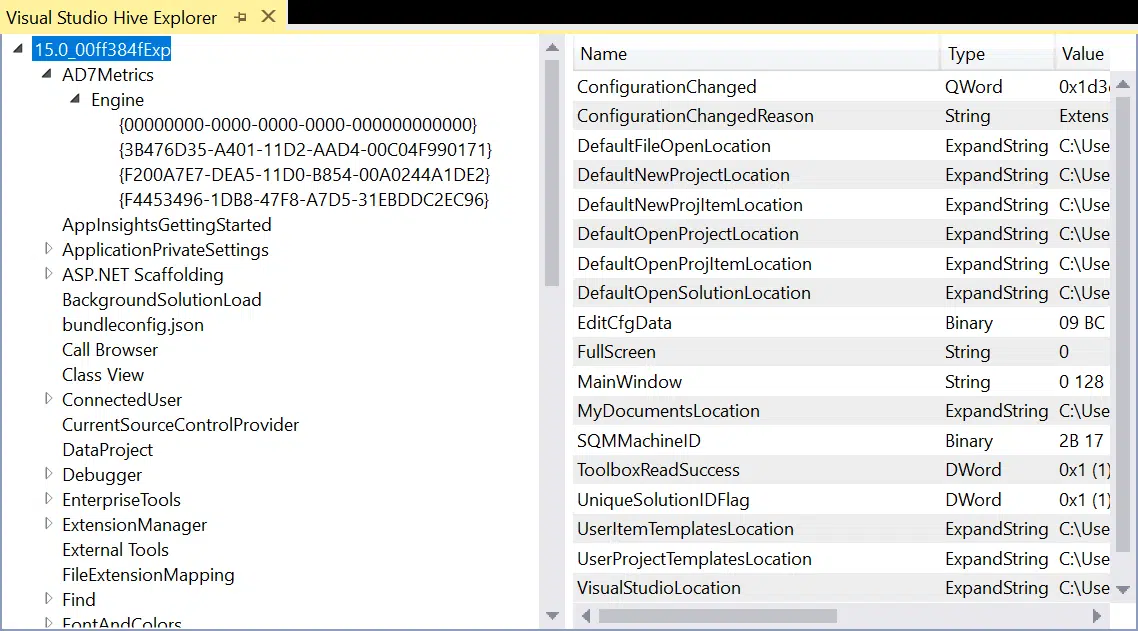 Visual Studio Hive Explorer
15.0_00ff384fExp
AD7Metrics
Engine
{00000000-0000-0000-0000-000000000000}
{3B476D35-A401-11D2-AAD4-00C04F990171}
{F200A7E7-DEA5-11D0-B854-00A0244A1DE2}
{F4453496-1DB8-47F8-A7D5-31EBDDC2EC96}
AppInsightsGettingStarted
ApplicationPrivateSettings
ASP.NET Scaffolding
BackgroundSolutionLoad
bundleconfig.json
Call Browser
Class View
ConnectedUser
CurrentSourceControlProvider
DataProject
Debugger
EnterpriseTools
ExtensionManager
External Tools
FileExtensionMapping
Find
FontAndColors
Name Type Value
ConfigurationChanged QWord 0x1d3
ConfigurationChangedReason String Extens
DefaultFileOpenLocation ExpandString C:\Use
DefaultNewProjectLocation ExpandString C:\Use
DefaultNewProjItemLocation ExpandString C:\Use
DefaultOpenProjectLocation ExpandString C:\Use
DefaultOpenProjItemLocation ExpandString C:\Use
DefaultOpenSolutionLocation ExpandString C:\Use
EditCfgData Binary 09 BC
FullScreen String 0
MainWindow String 0 128
MyDocumentsLocation ExpandString C:\Use
SQMMachineID Binary 2B 17
ToolboxReadSuccess DWord 0x1 (1)
UniqueSolutionIDFlag DWord 0x1 (1)
UserItemTemplatesLocation ExpandString C:\Use
UserProjectTemplatesLocation ExpandString C:\Use
VisualStudioLocation ExpandString C:\Use